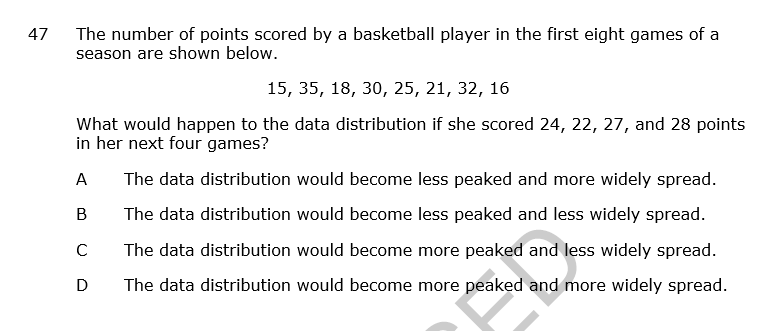 47 The number of points scored by a basketball player in the first eight games of a
season are shown below.
15, 35, 18, 30, 25, 21, 32, 16
What would happen to the data distribution if she scored 24, 22, 27, and 28 points
in her next four games?
A The data distribution would become less peaked and more widely spread.
B The data distribution would become less peaked and less widely spread.
C The data distribution would become more peaked and less widely spread.
D The data distribution would become more peaked and more widely spread.